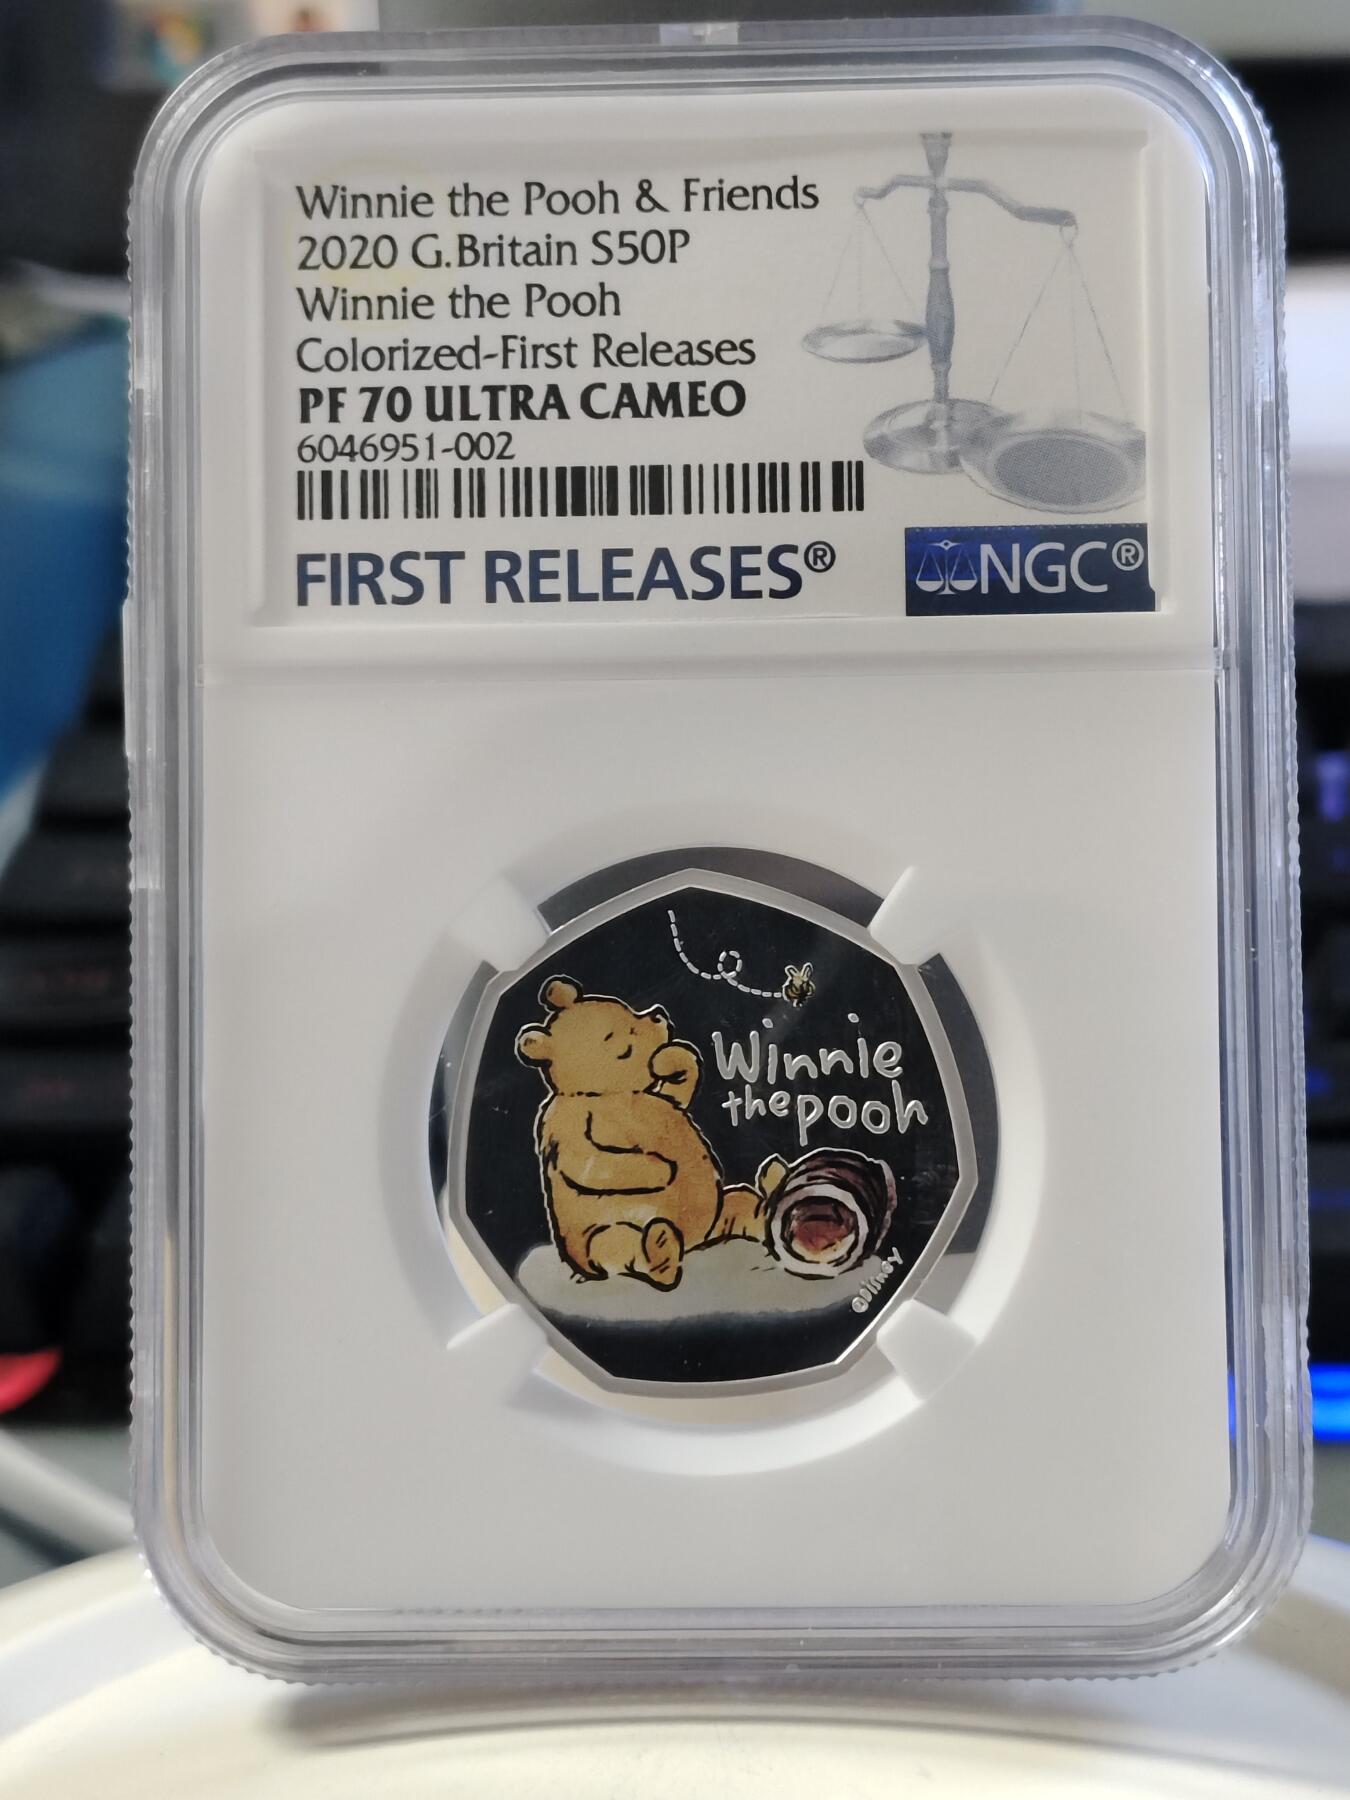 Winnie the Pooh & Friends
2020 G.Britain S50P
Winnie the Pooh
Colorized-First Releases
PF 70 ULTRA CAMEO
6046951-002
FIRST RELEASES®
NGC®
Winnie
the pooh
©Disney